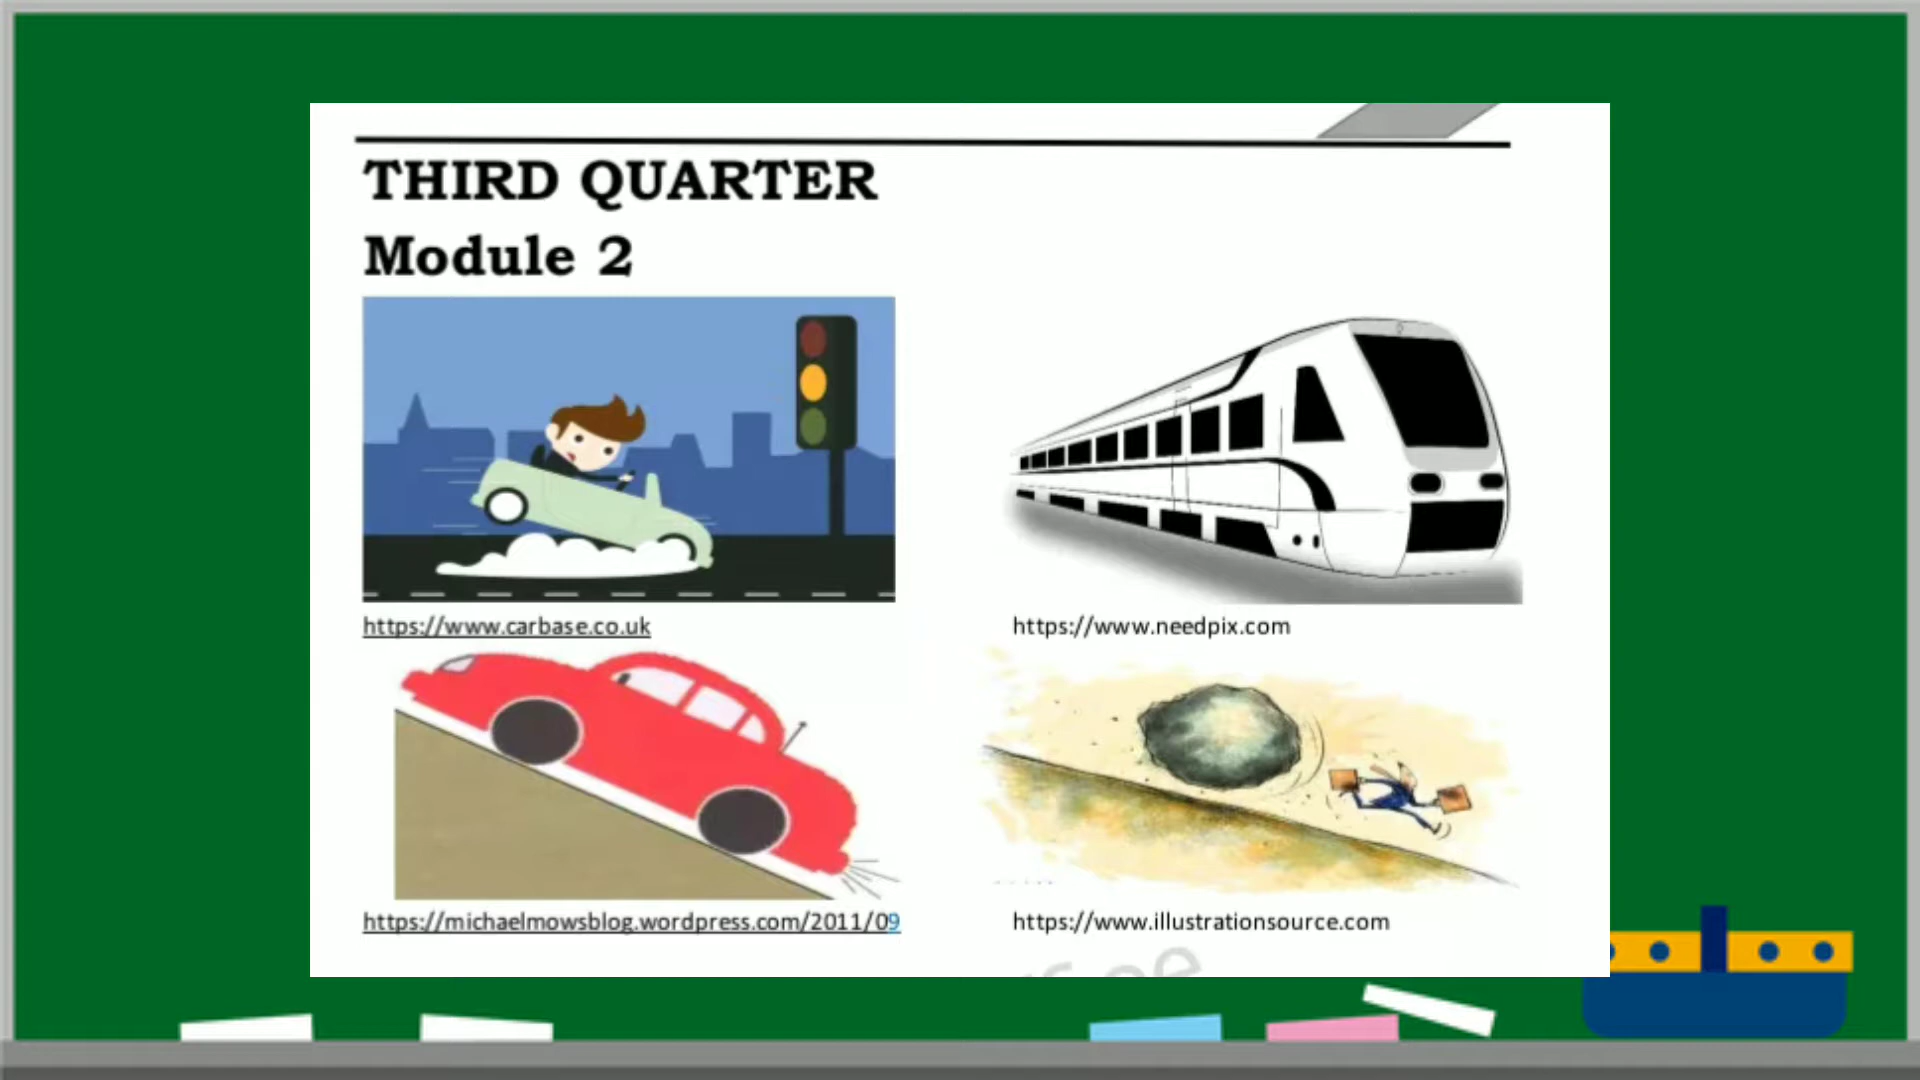 THIRD QUARTER
Module 2
https://www.carbase.co.uk
https://www.needpix.com
https://michaelmowsblog.wordpress.com/2011/09
https://www.illustrationsource.com